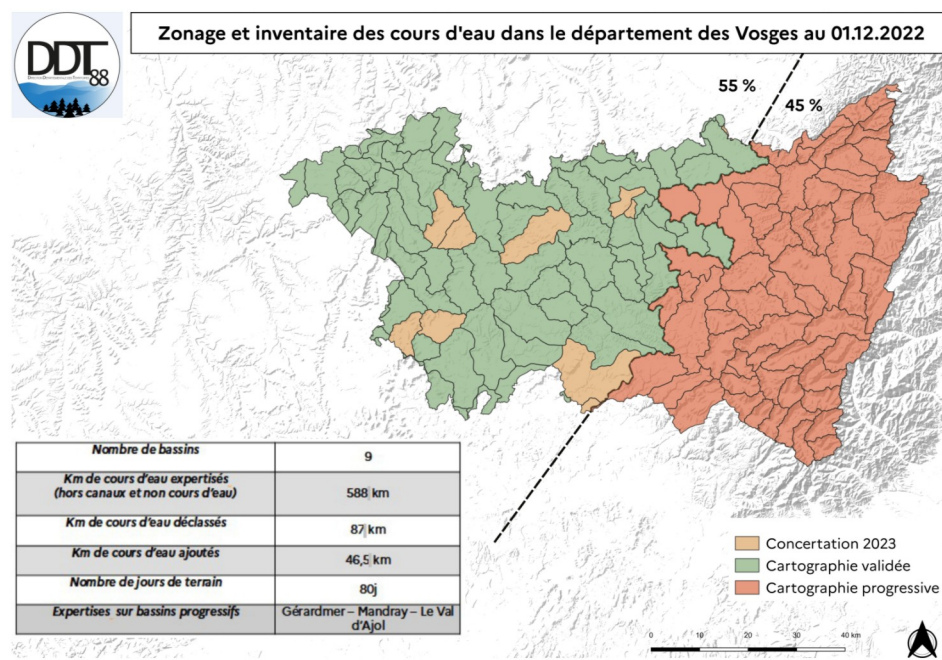 Zonage et inventaire des cours d'eau dans le département des Vosges au 01.12.2022
DDT
88
55 %
45 %
Nombre de bassins
9
Km de cours d'eau expertisés
(hors canaux et non cours d'eau)
588 km
Km de cours d'eau déclassés
87 km
Km de cours d'eau ajoutés
46,5 km
Nombre de jours de terrain
80j
Expertises sur bassins progressifs
Gérardmer – Mandray – Le Val
d'Ajol
Concertation 2023
Cartographie validée
Cartographie progressive
0 10 20 30 40 km